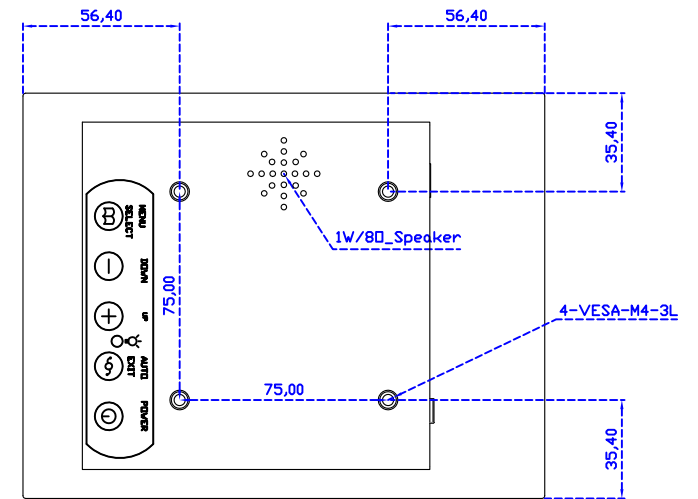 56,40
56,40
35,40
1W/8Ω_Speaker
MENU
SELECT
DOWN
UP
AUTO
EXIT
POWER
75,00
75,00
4-VESA-M4-3L
35,40